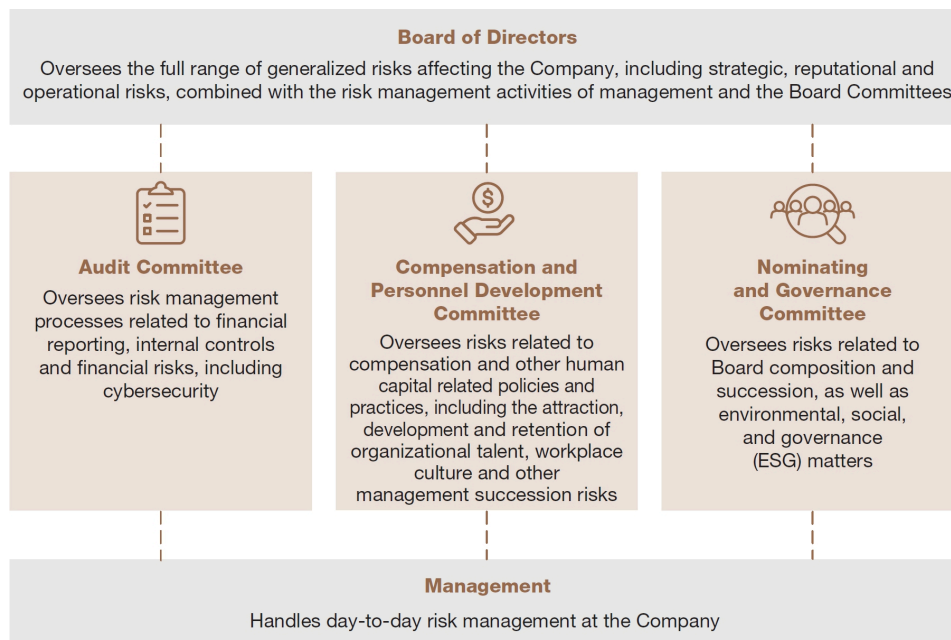 Board of Directors
Oversees the full range of generalized risks affecting the Company, including strategic, reputational and
operational risks, combined with the risk management activities of management and the Board Committees
Audit Committee
Oversees risk management
processes related to financial
reporting, internal controls
and financial risks, including
cybersecurity
$
Compensation and
Personnel Development
Committee
Oversees risks related to
compensation and other human
capital related policies and
practices, including the attraction,
development and retention of
organizational talent, workplace
culture and other
management succession risks
Nominating
and Governance
Committee
Oversees risks related to
Board composition and
succession, as well as
environmental, social,
and governance
(ESG) matters
Management
Handles day-to-day risk management at the Company